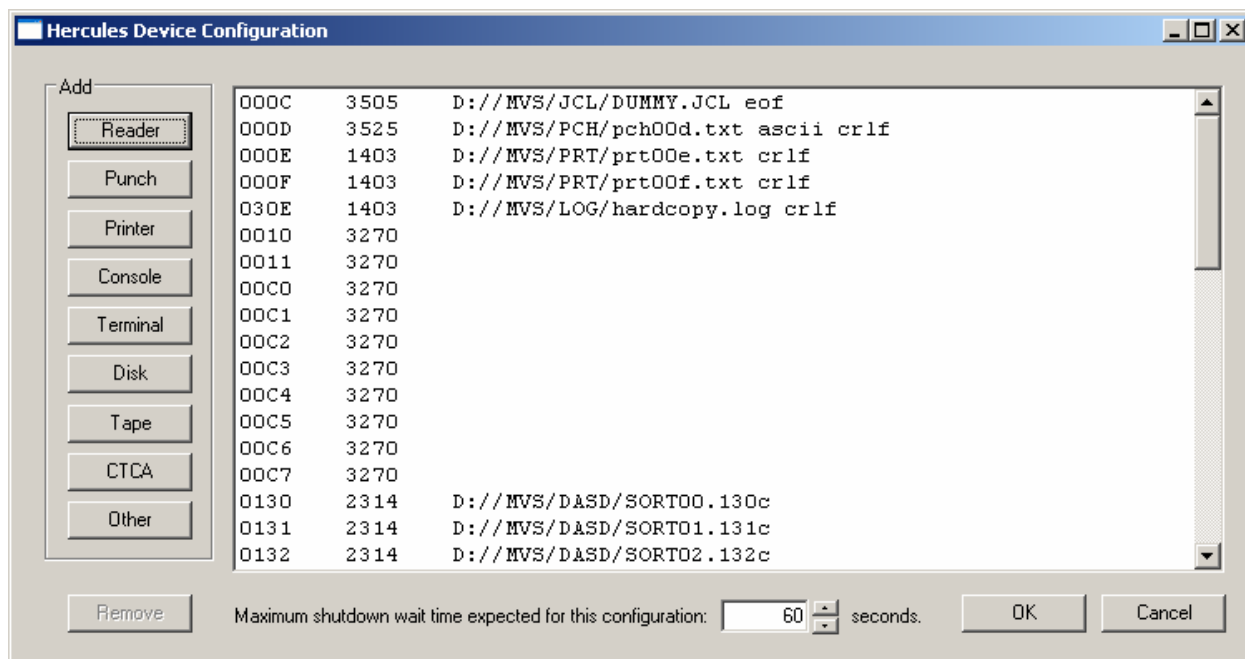 Hercules Device Configuration
Add
Reader
Punch
Printer
Console
Terminal
Disk
Tape
CTCA
Other
Remove
000C 3505 D://MVS/JCL/DUMMY.JCL eof
000D 3525 D://MVS/PCH/pch00d.txt ascii crlf
000E 1403 D://MVS/PRT/prt00e.txt crlf
000F 1403 D://MVS/PRT/prt00f.txt crlf
030E 1403 D://MVS/LOG/hardcopy.log crlf
0010 3270
0011 3270
00C0 3270
00C1 3270
00C2 3270
00C3 3270
00C4 3270
00C5 3270
00C6 3270
00C7 3270
0130 2314 D://MVS/DASD/SORT00.130c
0131 2314 D://MVS/DASD/SORT01.131c
0132 2314 D://MVS/DASD/SORT02.132c
Maximum shutdown wait time expected for this configuration: 60 seconds.
OK
Cancel